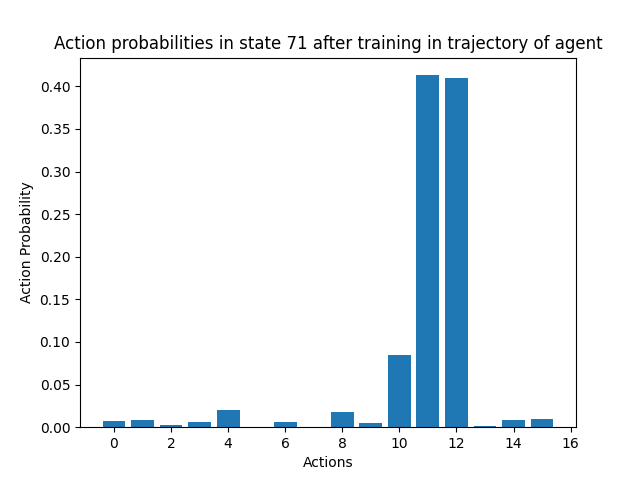 Action probabilities in state 71 after training in trajectory of agent
Action Probability
0.40
0.35
0.30
0.25
0.20
0.15
0.10
0.05
0.00
0 2 4 6 8 10 12 14 16
Actions